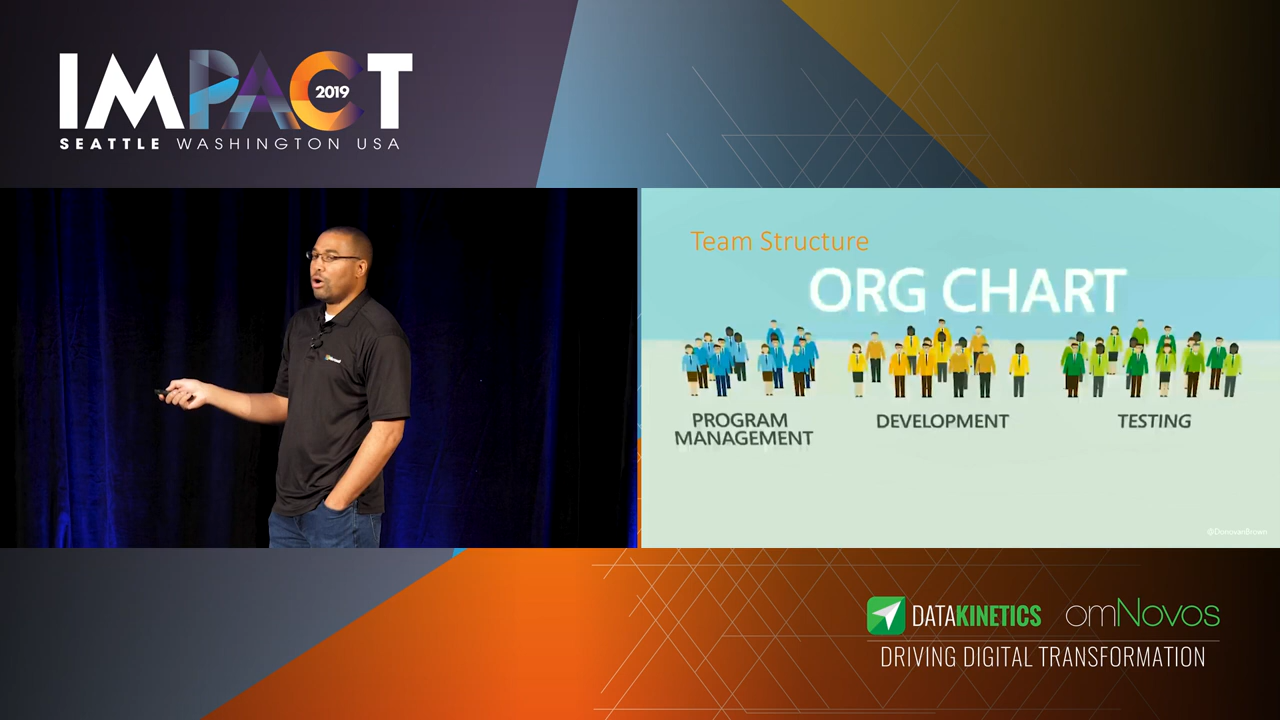 IMPACT
2019
SEATTLE WASHINGTON USA
Team Structure
ORG CHART
PROGRAM
MANAGEMENT
DEVELOPMENT
TESTING
@DonovanBrown
DATAKINETICS
omNovos
DRIVING DIGITAL TRANSFORMATION